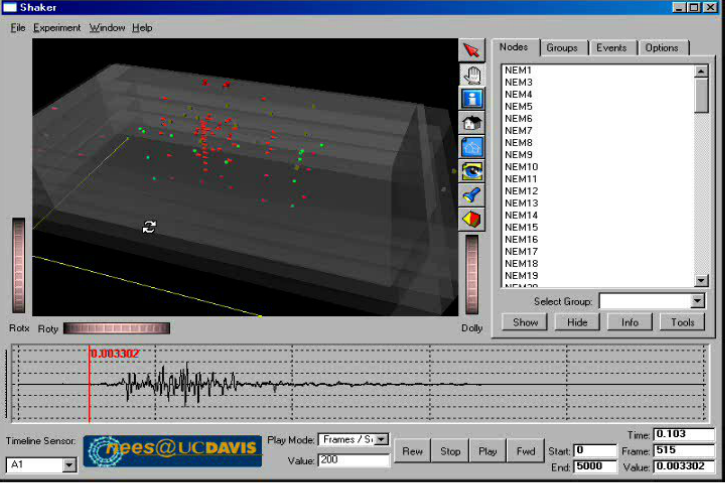 Shaker
File Experiment Window Help
Nodes Groups Events Options
NEM1
NEM3
NEM4
NEM5
NEM6
NEM7
NEM8
NEM9
NEM10
NEM11
NEM12
NEM13
NEM14
NEM15
NEM16
NEM17
NEM18
NEM19
Select Group:
Show Hide Info Tools
Rotx Roty Dolly
0.003302
Timeline Sensor:
A1
nees@UCDAVIS
Play Mode: Frames / S
Value: 200
Rew Stop Play Fwd
Start: 0
End: 5000
Time: 0.103
Frame: 515
Value: 0.003302